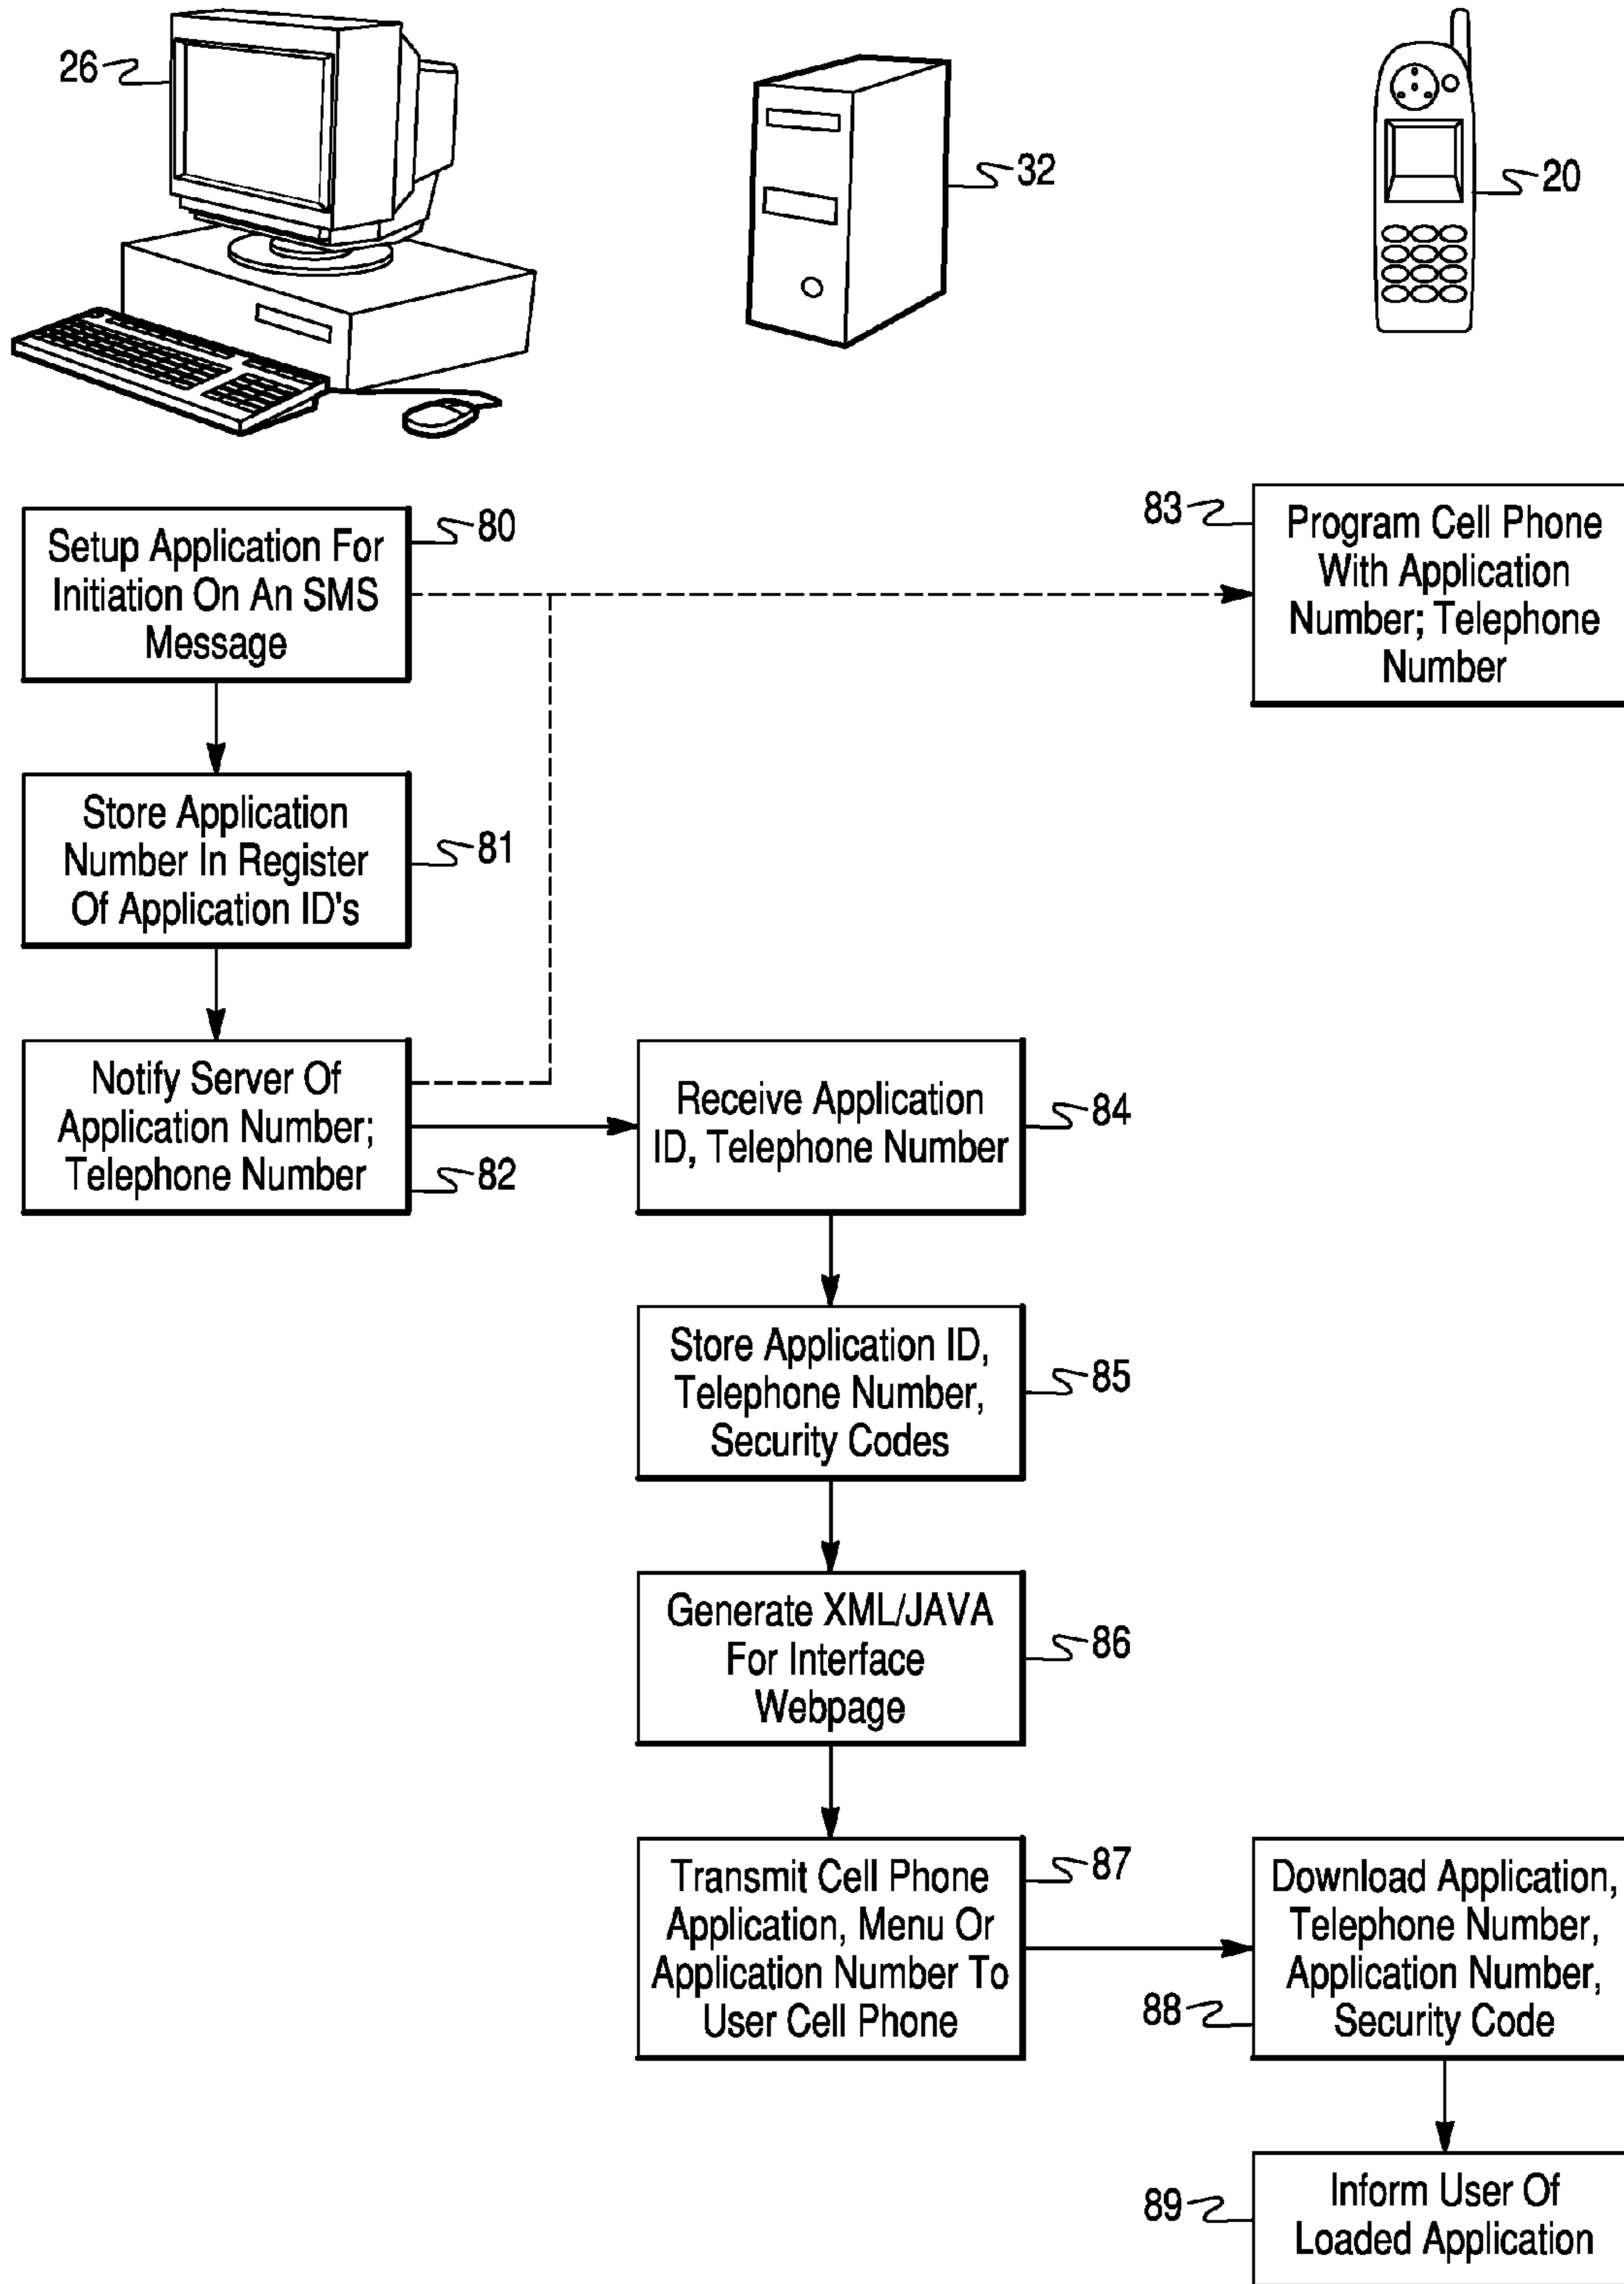 26
32
20
Setup Application For
Initiation On An SMS
Message
80
83
Program Cell Phone
With Application
Number; Telephone
Number
Store Application
Number In Register
Of Application ID's
81
Notify Server Of
Application Number;
Telephone Number
82
Receive Application
ID, Telephone Number
84
Store Application ID,
Telephone Number,
Security Codes
85
Generate XML/JAVA
For Interface
Webpage
86
Transmit Cell Phone
Application, Menu Or
Application Number To
User Cell Phone
87
Download Application,
Telephone Number,
Application Number,
Security Code
88
Inform User Of
Loaded Application
89